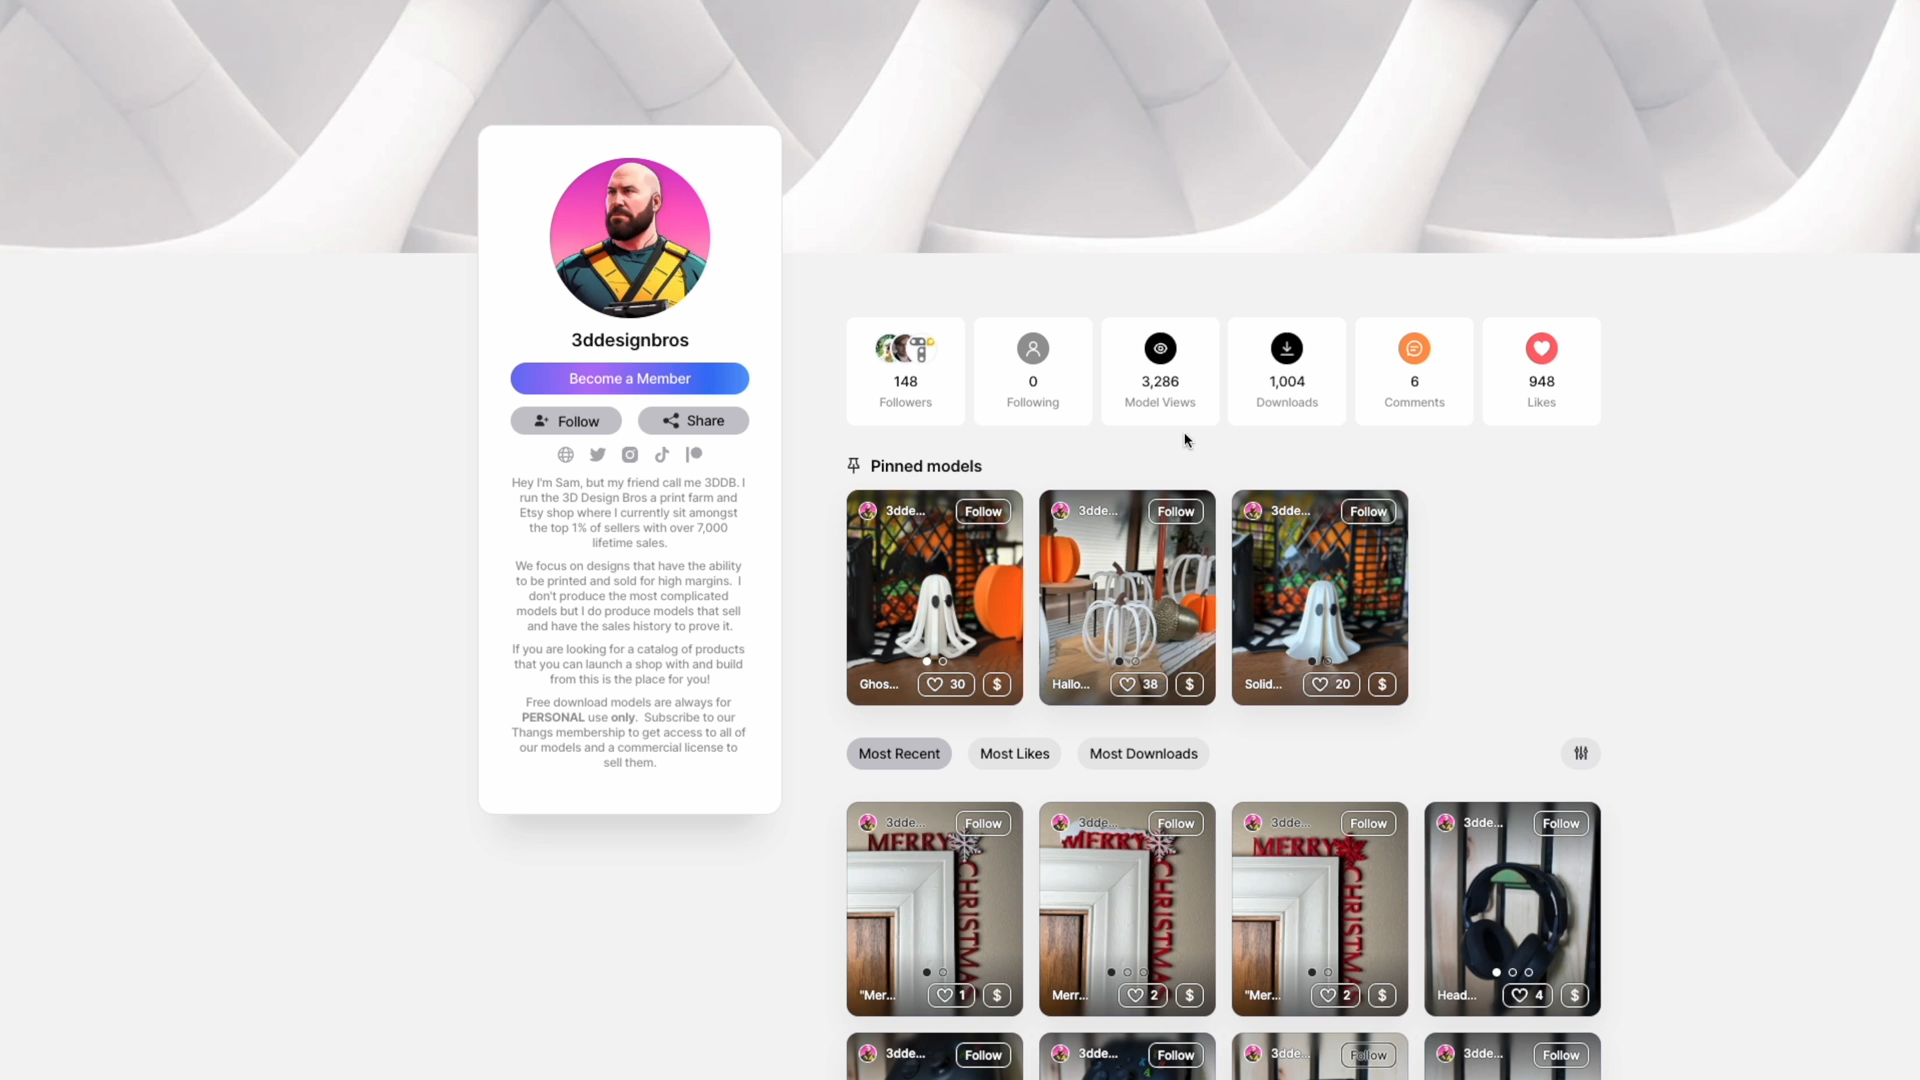 3ddesignbros
Become a Member
Follow
Share
Hey I'm Sam, but my friend call me 3DDB. I
run the 3D Design Bros a print farm and
Etsy shop where I currently sit amongst
the top 1% of sellers with over 7,000
lifetime sales.
We focus on designs that have the ability
to be printed and sold for high margins. I
don't produce the most complicated
models but I do produce models that sell
and have the sales history to prove it.
If you are looking for a catalog of products
that you can launch a shop with and build
from this is the place for you!
Free download models are always for
PERSONAL use only. Subscribe to our
Thangs membership to get access to all of
our models and a commercial license to
sell them.
148
Followers
0
Following
3,286
Model Views
1,004
Downloads
6
Comments
948
Likes
Pinned models
3dde... Follow
Ghos... 30 $
3dde... Follow
Hallo... 38 $
3dde... Follow
Solid... 20 $
Most Recent
Most Likes
Most Downloads
3dde... Follow
MERRY
CHRISTMA
"Mer... 1 $
3dde... Follow
MERRY
CHRISTMA
Merr... 2 $
3dde... Follow
MERRY
CHRISTMA
"Mer... 2 $
3dde... Follow
Head... 4 $
3dde... Follow
3dde... Follow
3dde... Follow
3dde... Follow